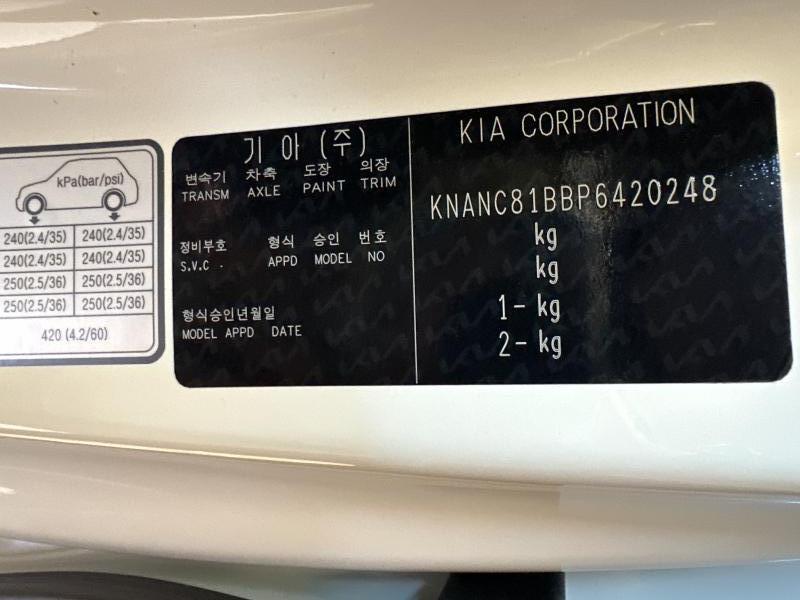 kPa(bar/psi)
240(2.4/35) 240(2.4/35)
240(2.4/35) 240(2.4/35)
250(2.5/36) 250(2.5/36)
250(2.5/36) 250(2.5/36)
420 (4.2/60)
기 아 (주)
변속기 차축 도장 의장
TRANSM AXLE PAINT TRIM
정비부호 형식 승인 번호
S.V.C . APPD MODEL NO
형식승인년월일
MODEL APPD DATE
KIA CORPORATION
KNANC81BBP6420248
kg
kg
1- kg
2- kg